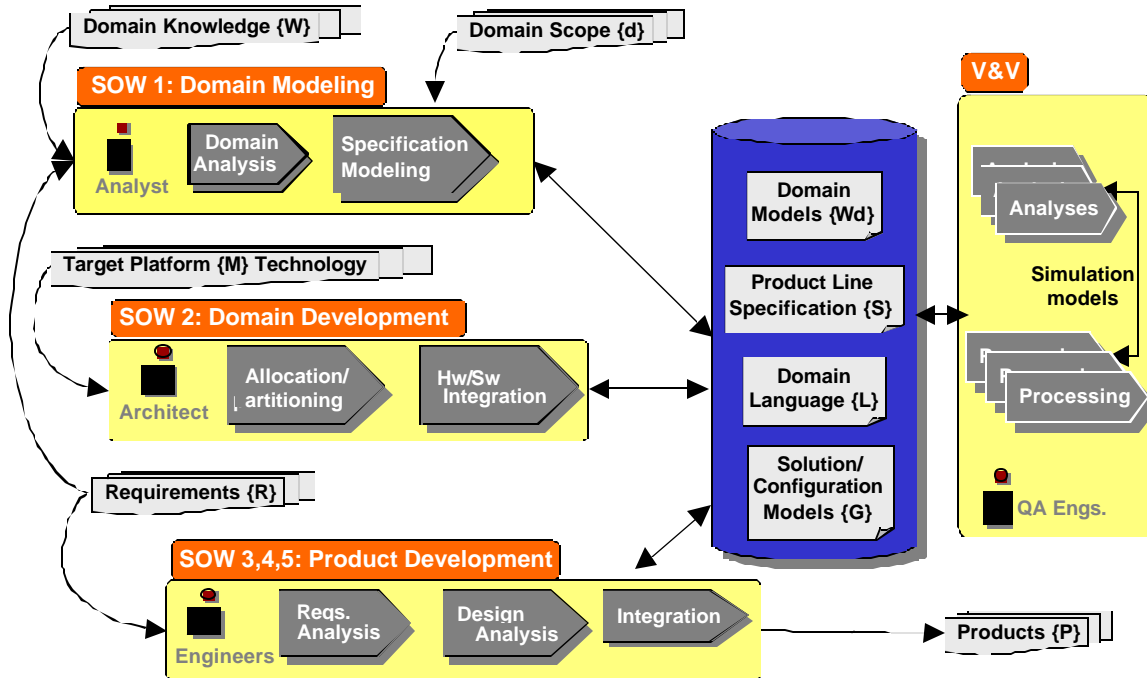 Domain Knowledge {W}
Domain Scope {d}
SOW 1: Domain Modeling
Domain
Analysis
Specification
Modeling
Analyst
Target Platform {M} Technology
SOW 2: Domain Development
Allocation/
artitioning
Hw/Sw
Integration
Architect
Requirements {R}
SOW 3,4,5: Product Development
Reqs.
Analysis
Design
Analysis
Integration
Engineers
Domain
Models {Wd}
Product Line
Specification {S}
Domain
Language {L}
Solution/
Configuration
Models {G}
V&V
Analyses
Simulation
models
Processing
QA Engs.
Products {P}